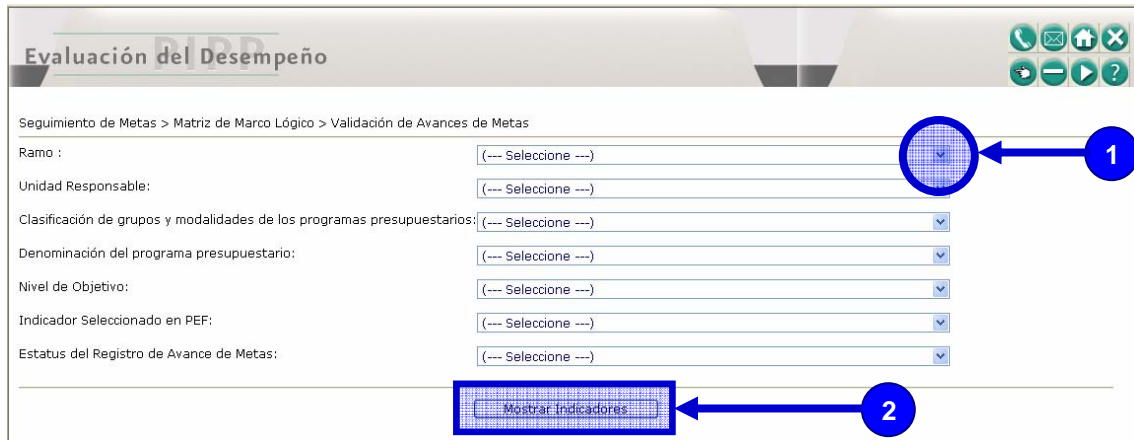 PIPP
Evaluación del Desempeño
?
Seguimiento de Metas > Matriz de Marco Lógico > Validación de Avances de Metas
Ramo : (--- Seleccione ---)
1
Unidad Responsable: (--- Seleccione ---)
Clasificación de grupos y modalidades de los programas presupuestarios: (--- Seleccione ---)
Denominación del programa presupuestario: (--- Seleccione ---)
Nivel de Objetivo: (--- Seleccione ---)
Indicador Seleccionado en PEF: (--- Seleccione ---)
Estatus del Registro de Avance de Metas: (--- Seleccione ---)
Mostrar Indicadores
2